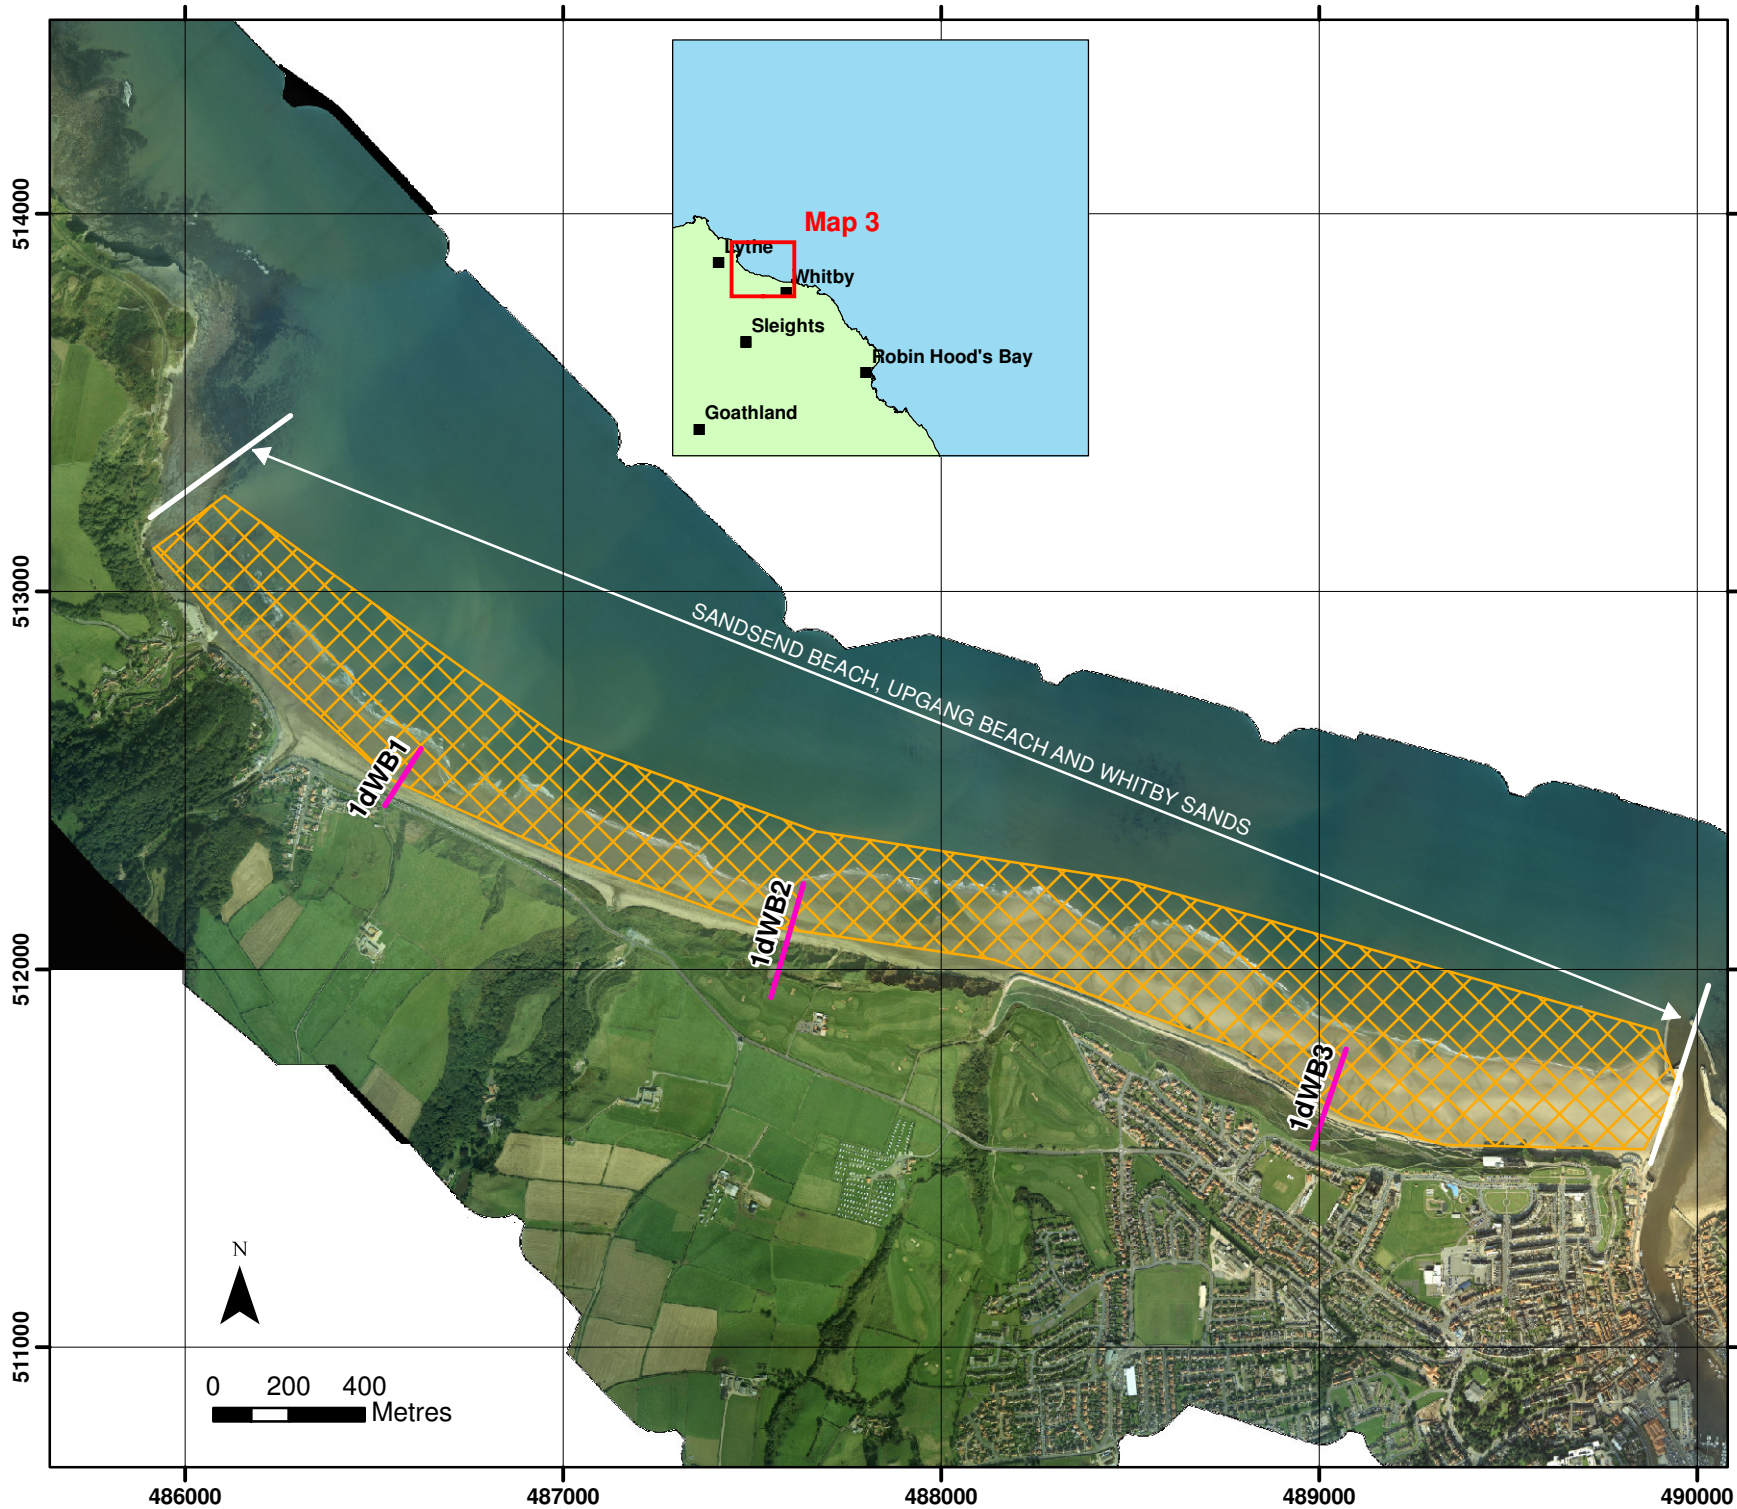 Map 3
Lythe
Whitby
Sleights
Robin Hood's Bay
Goathland
SANDSEND BEACH, UPGANG BEACH AND WHITBY SANDS
1dWB1
1dWB2
1dWB3
514000
513000
512000
511000
N
0 200 400
Metres
486000 487000 488000 489000 490000